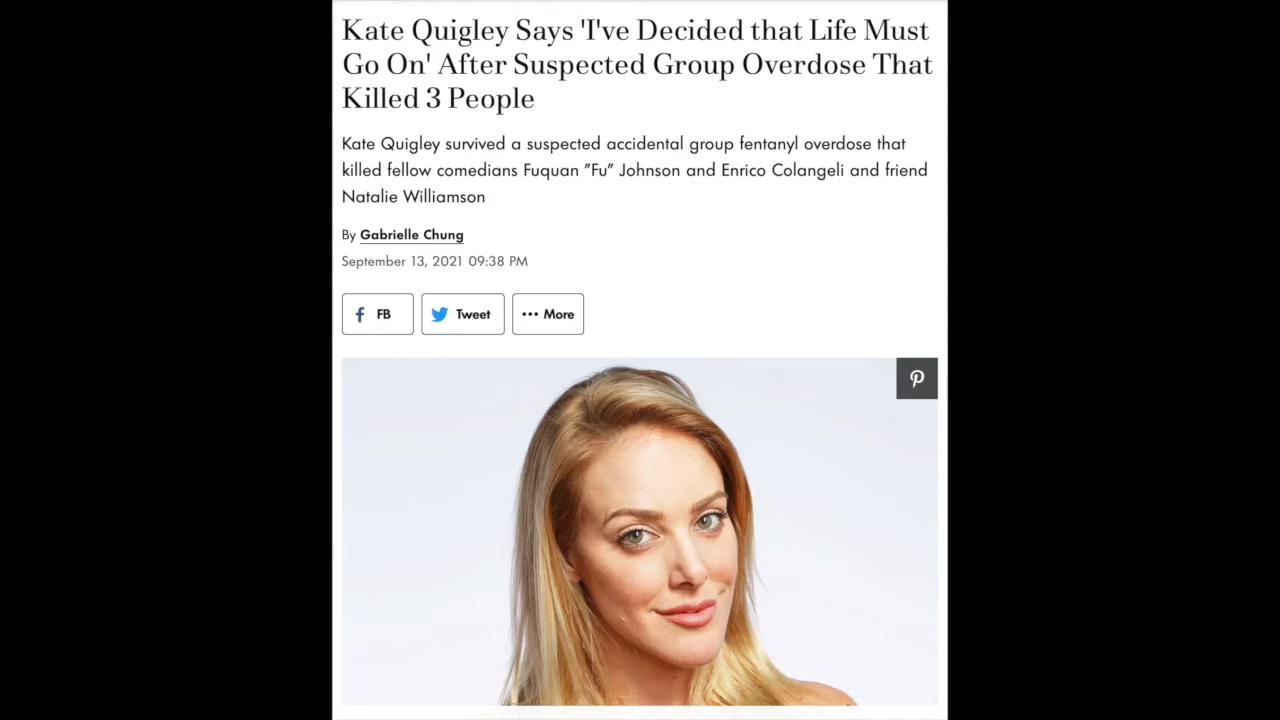 Kate Quigley Says 'I've Decided that Life Must
Go On' After Suspected Group Overdose That
Killed 3 People
Kate Quigley survived a suspected accidental group fentanyl overdose that
killed fellow comedians Fuquan ”Fu” Johnson and Enrico Colangeli and friend
Natalie Williamson
By Gabrielle Chung
September 13, 2021 09:38 PM
FB Tweet ••• More